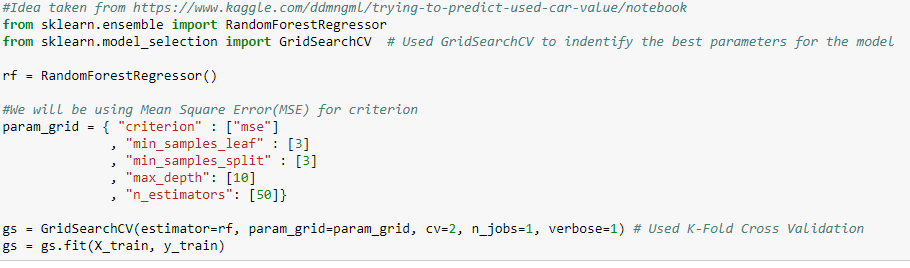 #Idea taken from https://www.kaggle.com/ddmngml/trying-to-predict-used-car-value/notebook
from sklearn.ensemble import RandomForestRegressor
from sklearn.model_selection import GridSearchCV  # Used GridSearchCV to indentify the best parameters for the model

rf = RandomForestRegressor()

#We will be using Mean Square Error(MSE) for criterion
param_grid = { "criterion" : ["mse"]
              , "min_samples_leaf" : [3]
              , "min_samples_split" : [3]
              , "max_depth": [10]
              , "n_estimators": [50]}

gs = GridSearchCV(estimator=rf, param_grid=param_grid, cv=2, n_jobs=1, verbose=1) # Used K-Fold Cross Validation
gs = gs.fit(X_train, y_train)